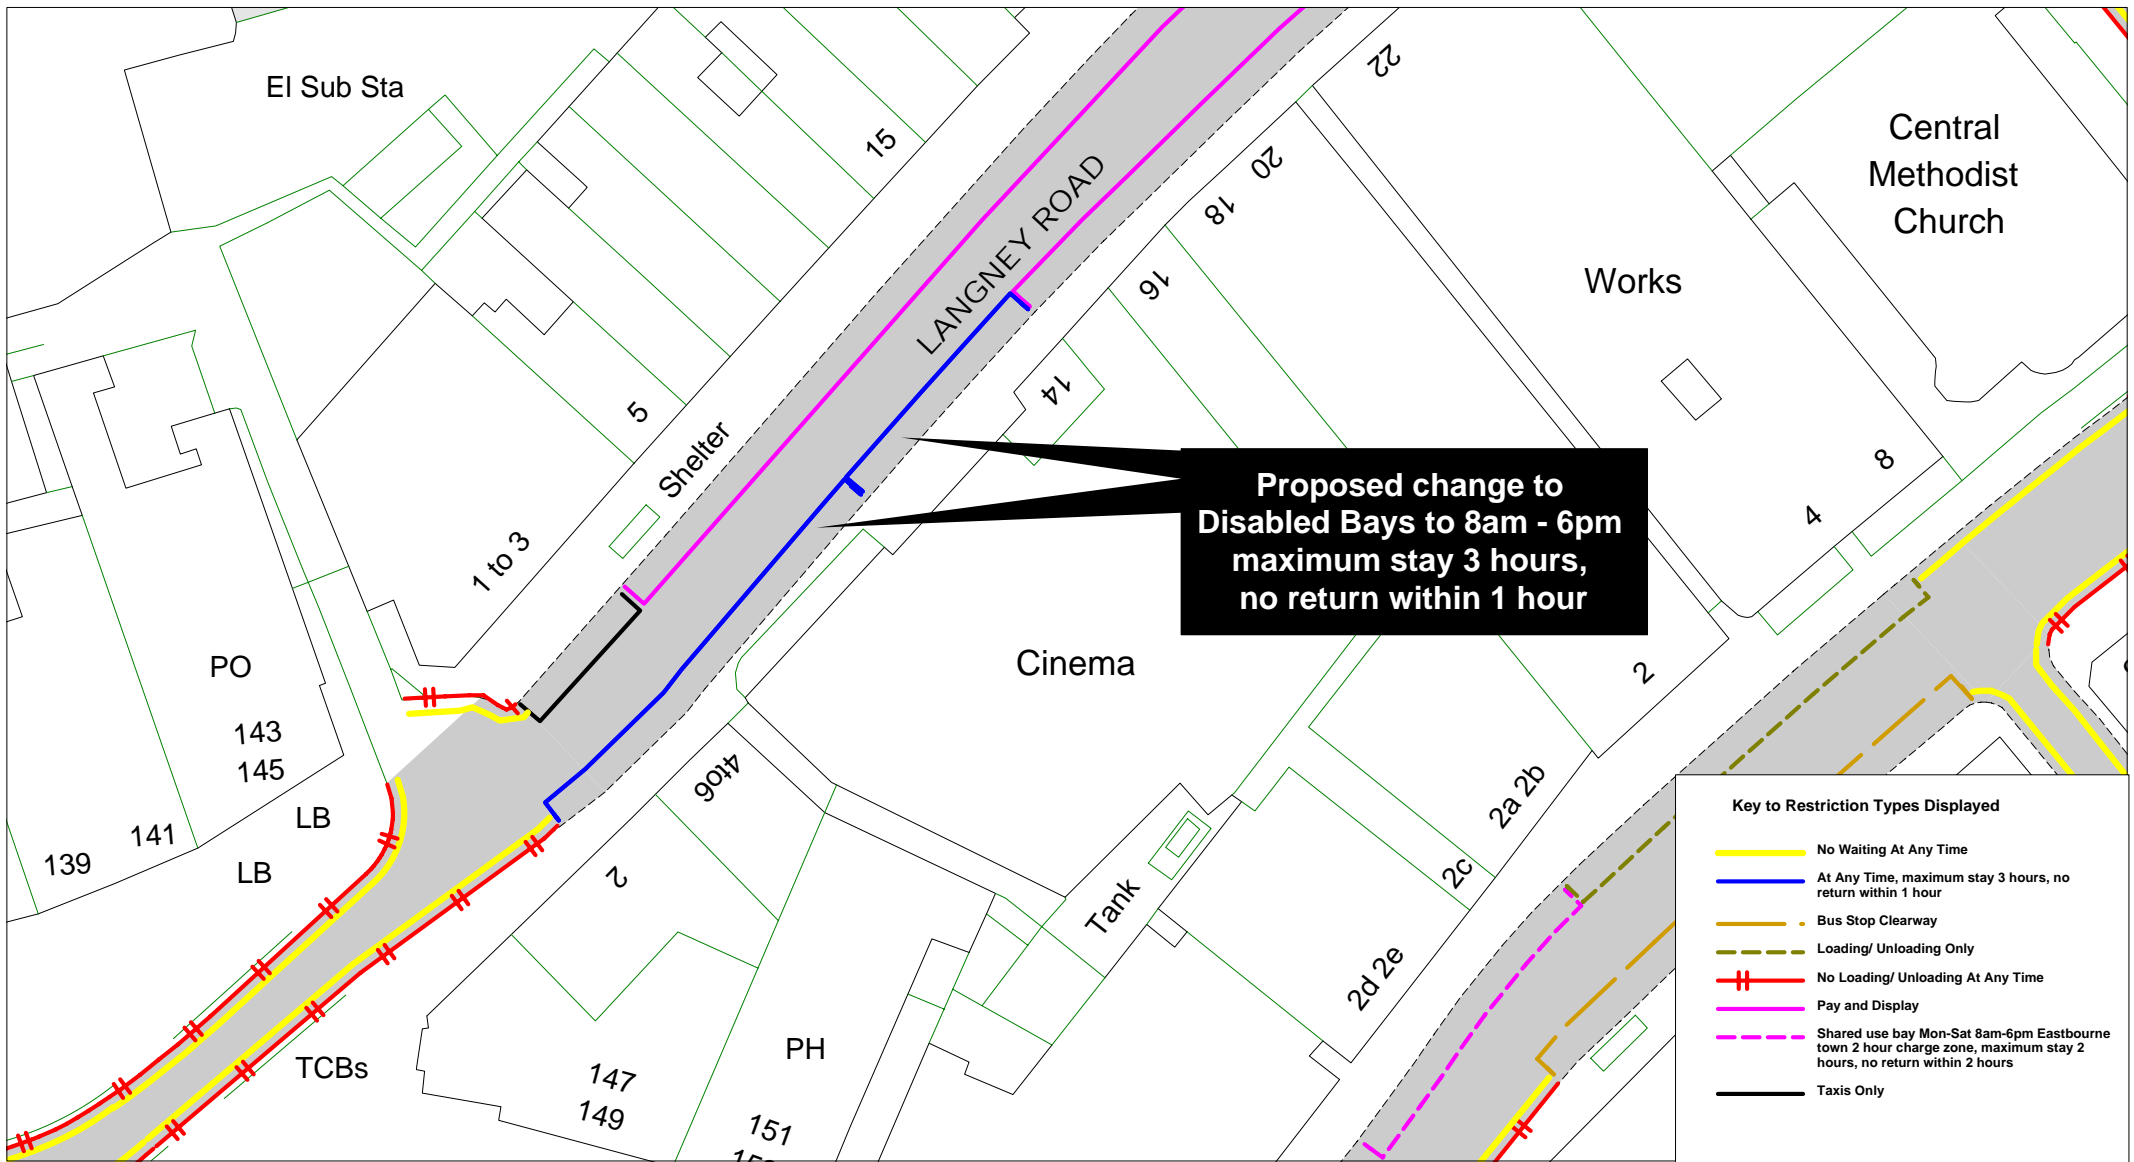 El Sub Sta
15
22
20
18
16
14
LANGNEY ROAD
Central
Methodist
Church
Works
5
Shelter
1 to 3
8
4
2
Proposed change to
Disabled Bays to 8am - 6pm
maximum stay 3 hours,
no return within 1 hour
Cinema
PO
143
145
LB
LB
141
139
4to6
2
2a 2b
2c
2d 2e
Tank
PH
TCBs
147
149
151
Key to Restriction Types Displayed
No Waiting At Any Time
At Any Time, maximum stay 3 hours, no
return within 1 hour
Bus Stop Clearway
Loading/ Unloading Only
No Loading/ Unloading At Any Time
Pay and Display
Shared use bay Mon-Sat 8am-6pm Eastbourne
town 2 hour charge zone, maximum stay 2
hours, no return within 2 hours
Taxis Only